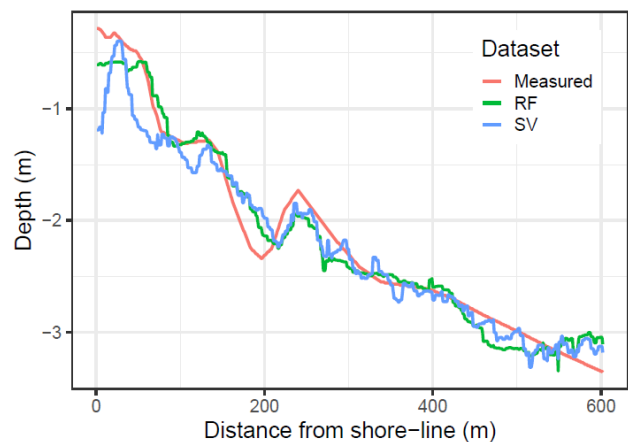 Dataset
Measured
RF
SV
Depth (m)
−1
−2
−3
0
200
400
600
Distance from shore−line (m)